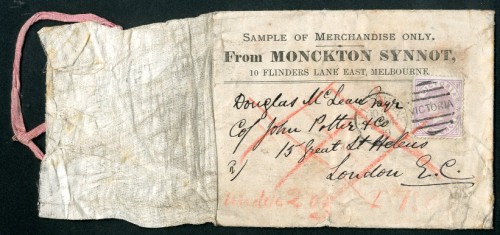 SAMPLE OF MERCHANDISE ONLY.
From MONCKTON SYNNOT,
10 FLINDERS LANE EAST, MELBOURNE
Douglas McLean Esqr
C/o John Potter & Co
15 Great St Helens
London E.C.
VICTORIA